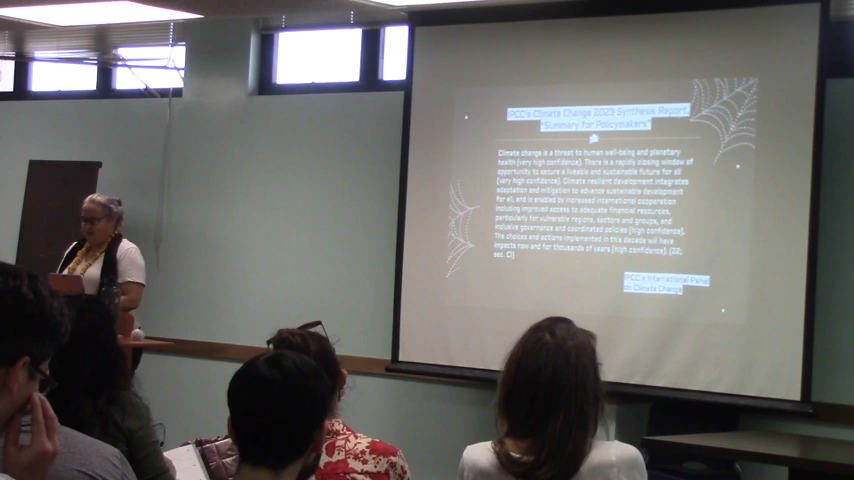 IPCC's Climate Change 2023 Synthesis Report,
"Summary for Policymakers"
Climate change is a threat to human well-being and planetary
health (very high confidence). There is a rapidly closing window of
opportunity to secure a liveable and sustainable future for all
(very high confidence). Climate resilient development integrates
adaptation and mitigation to advance sustainable development
for all, and is enabled by increased international cooperation
including improved access to adequate financial resources,
particularly for vulnerable regions, sectors and groups, and
inclusive governance and coordinated policies (high confidence).
The choices and actions implemented in this decade will have
impacts now and for thousands of years (high confidence). (22;
sec. C1)
IPCC = International Panel
on Climate Change